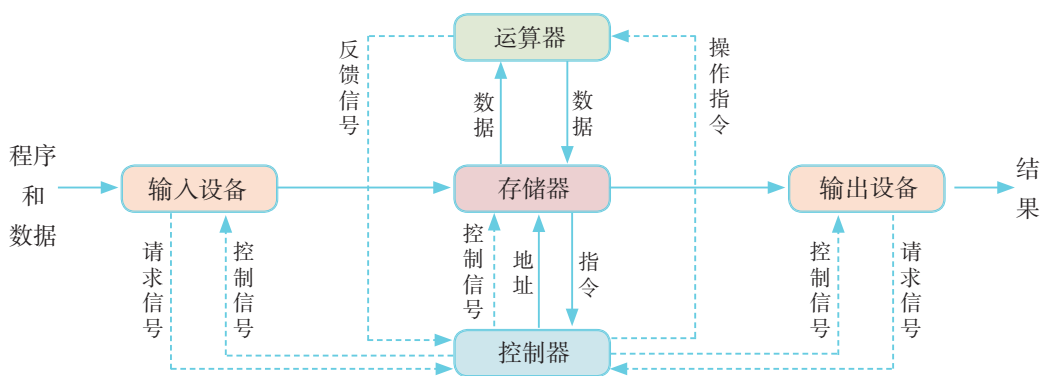 运算器
反馈信号
操作指令
数据
数据
程序
和
数据
输入设备
存储器
输出设备
结果
请求信号
控制信号
控制信号
地址
指令
控制信号
请求信号
控制器